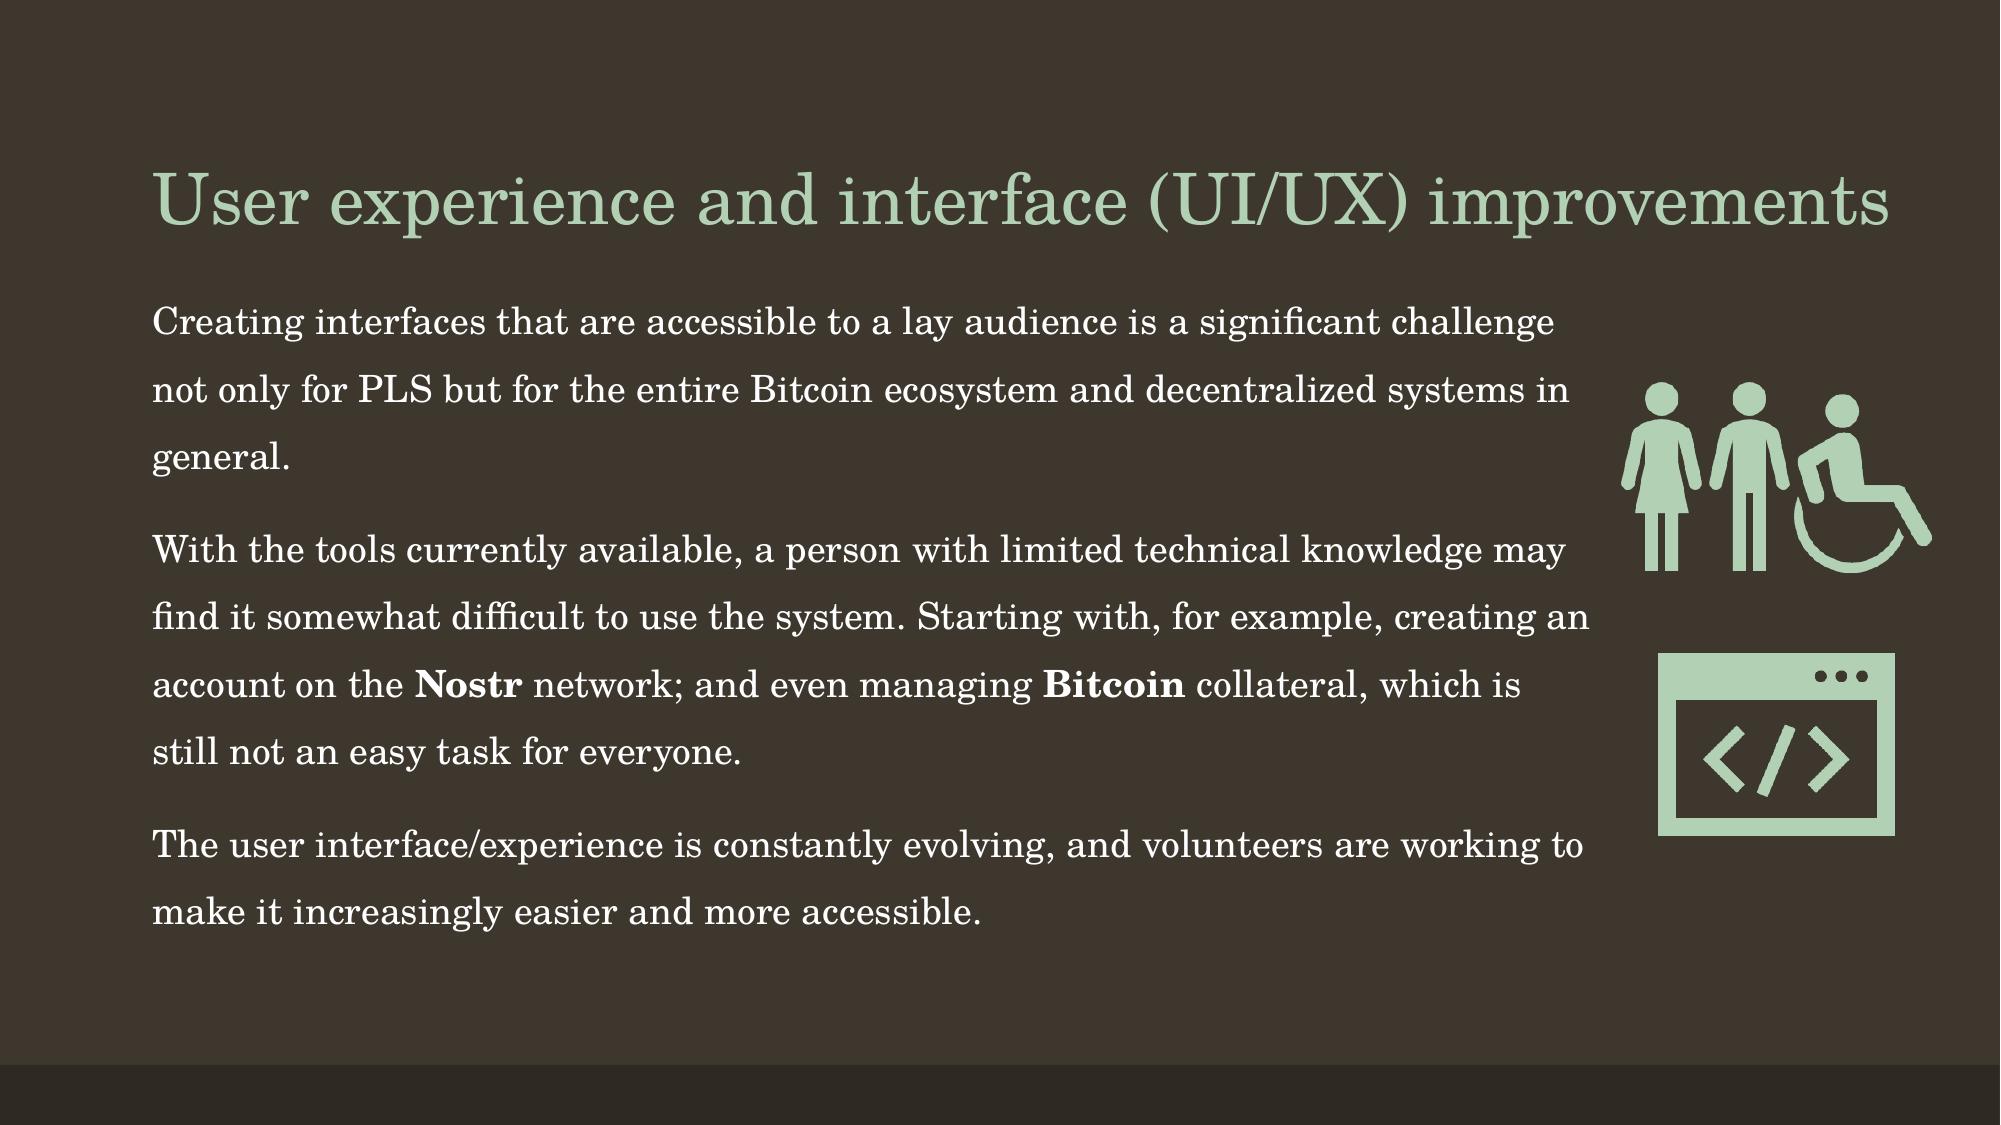 User experience and interface (UI/UX) improvements
Creating interfaces that are accessible to a lay audience is a significant challenge
not only for PLS but for the entire Bitcoin ecosystem and decentralized systems in
general.
With the tools currently available, a person with limited technical knowledge may
find it somewhat difficult to use the system. Starting with, for example, creating an
account on the Nostr network; and even managing Bitcoin collateral, which is
still not an easy task for everyone.
The user interface/experience is constantly evolving, and volunteers are working to
make it increasingly easier and more accessible.
</>